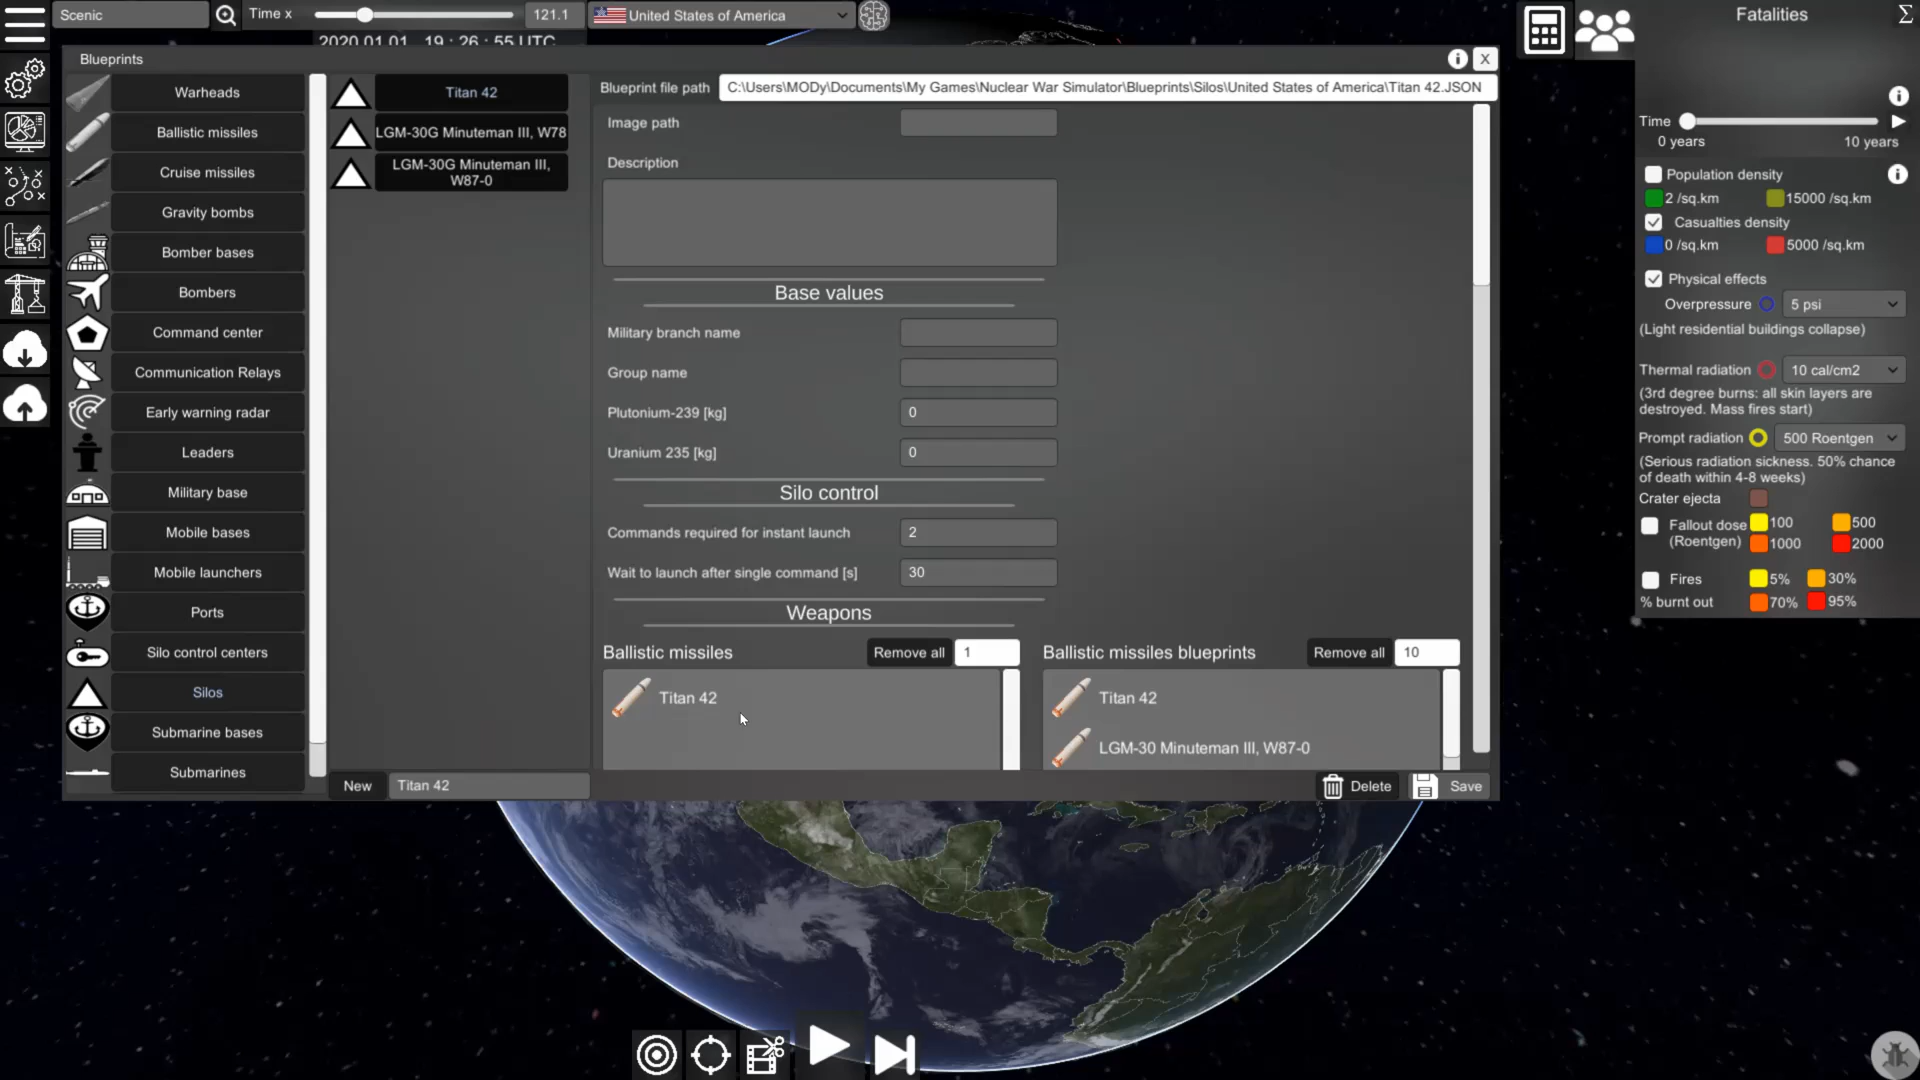 Scenic
Time x
121.1
United States of America
Fatalities
Σ
2020.01.01 19 : 26 : 55 UTC
Blueprints
X
Warheads
Ballistic missiles
Cruise missiles
Gravity bombs
Bomber bases
Bombers
Command center
Communication Relays
Early warning radar
Leaders
Military base
Mobile bases
Mobile launchers
Ports
Silo control centers
Silos
Submarine bases
Submarines
Titan 42
LGM-30G Minuteman III, W78
LGM-30G Minuteman III,
W87-0
New
Titan 42
Blueprint file path
C:\Users\MODy\Documents\My Games\Nuclear War Simulator\Blueprints\Silos\United States of America\Titan 42.JSON
Image path
Description
Base values
Military branch name
Group name
Plutonium-239 [kg] 0
Uranium 235 [kg] 0
Silo control
Commands required for instant launch 2
Wait to launch after single command [s] 30
Weapons
Ballistic missiles Remove all 1
Titan 42
Ballistic missiles blueprints Remove all 10
Titan 42
LGM-30 Minuteman III, W87-0
Delete Save
Time
0 years 10 years
Population density
2 /sq.km 15000 /sq.km
Casualties density
0 /sq.km 5000 /sq.km
Physical effects
Overpressure 5 psi
(Light residential buildings collapse)
Thermal radiation 10 cal/cm2
(3rd degree burns: all skin layers are
destroyed. Mass fires start)
Prompt radiation 500 Roentgen
(Serious radiation sickness. 50% chance
of death within 4-8 weeks)
Crater ejecta
Fallout dose 100 500
(Roentgen) 1000 2000
Fires 5% 30%
% burnt out 70% 95%